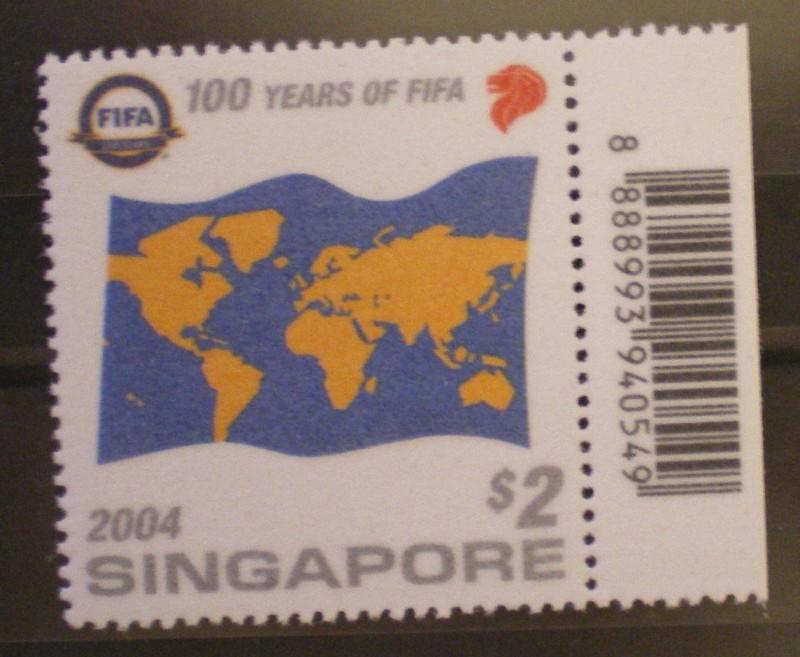 FIFA
100 YEARS OF FIFA
$2
2004
SINGAPORE
8 888993 940549